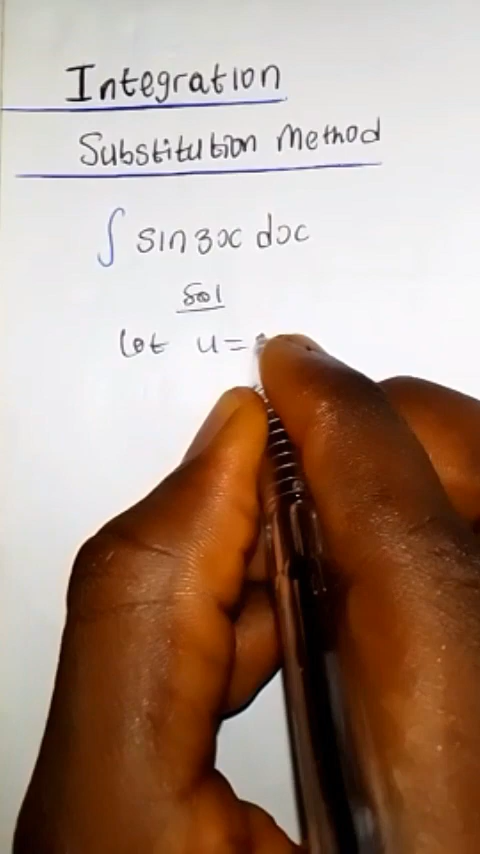 Integration
Substitution Method
∫ sin3x dx
Sol
let u =